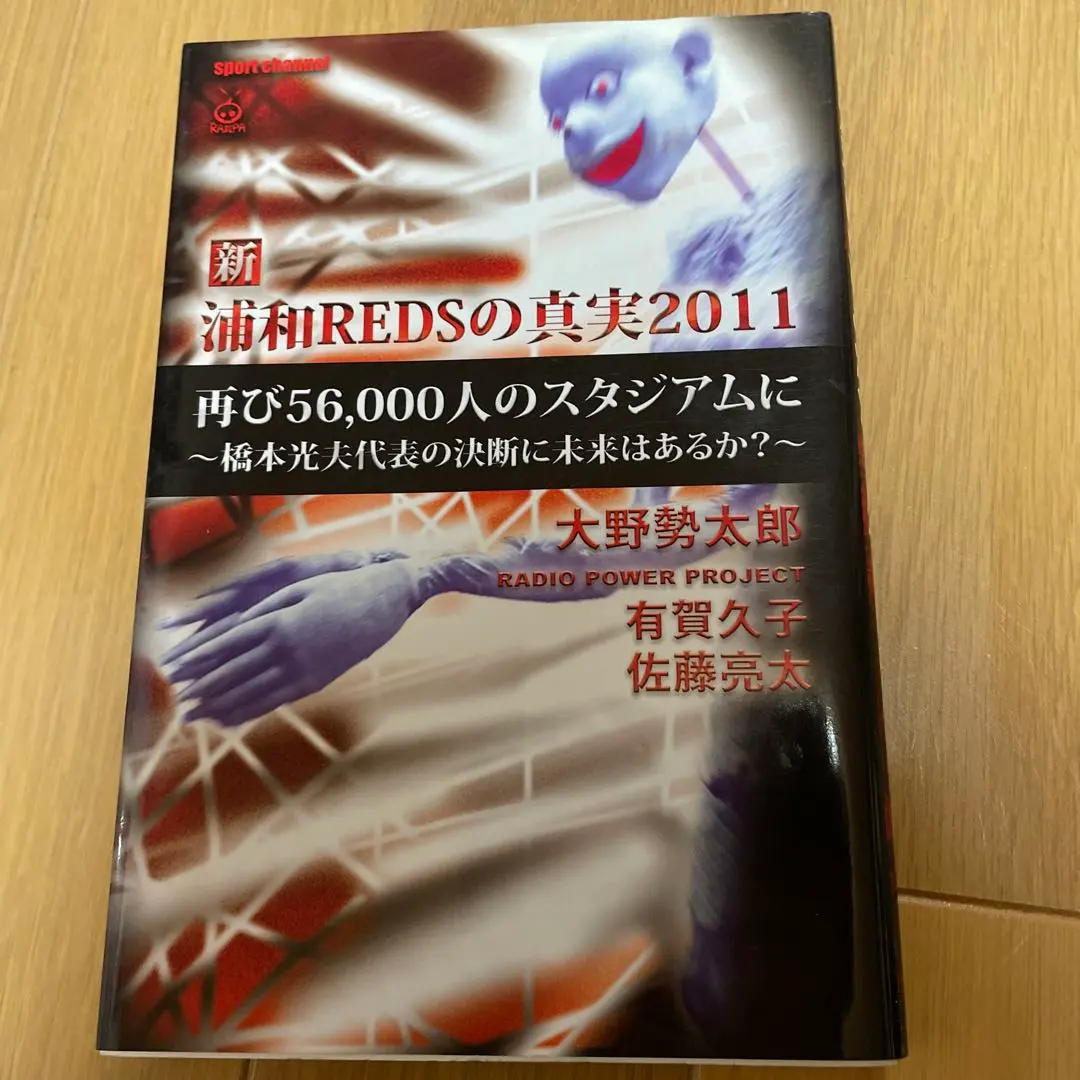 sport channel
RAD.PA
新
浦和REDSの真実2011
再び56,000人のスタジアムに
～橋本光夫代表の決断に未来はあるか?～
大野勢太郎
RADIO POWER PROJECT
有賀久子
佐藤亮太